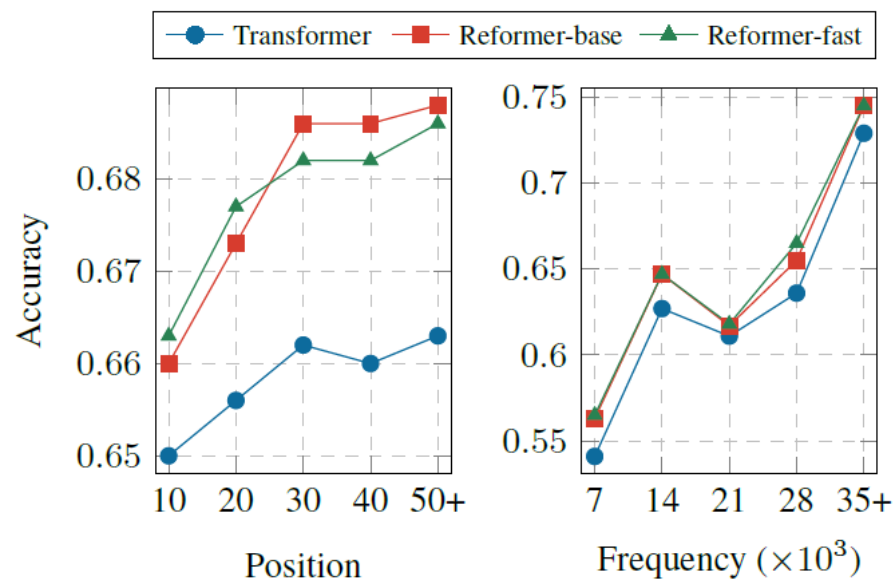 Transformer Reformer-base Reformer-fast
Accuracy
0.68
0.67
0.66
0.65
10 20 30 40 50+
Position
0.75
0.7
0.65
0.6
0.55
7 14 21 28 35+
Frequency (×10³)